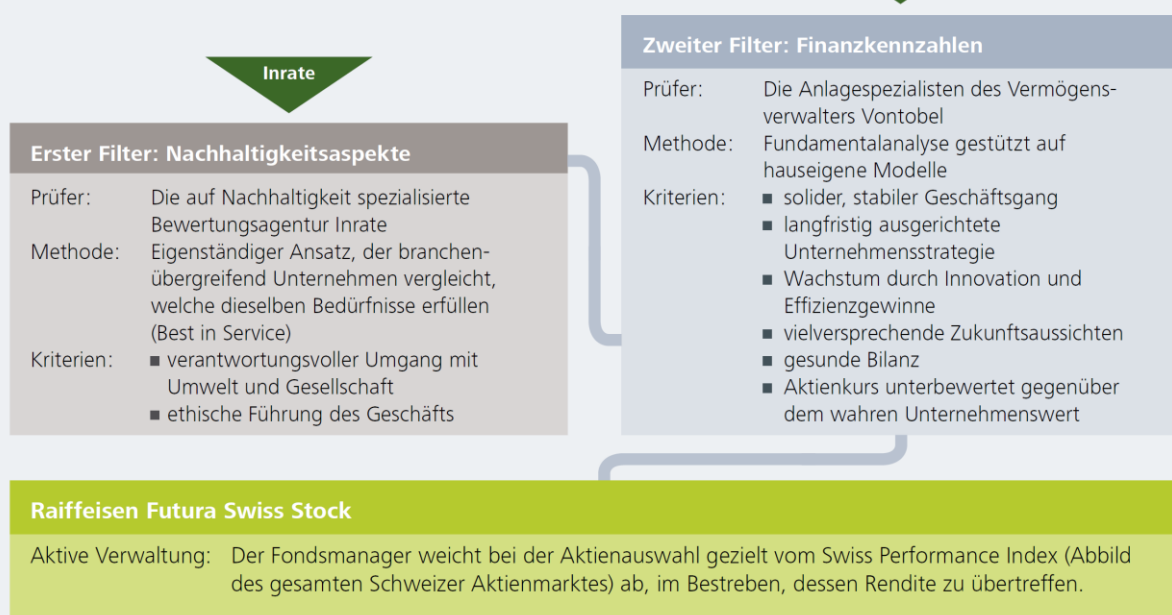 Inrate
Erster Filter: Nachhaltigkeitsaspekte
Prüfer: Die auf Nachhaltigkeit spezialisierte
Bewertungsagentur Inrate
Methode: Eigenständiger Ansatz, der branchen-
übergreifend Unternehmen vergleicht,
welche dieselben Bedürfnisse erfüllen
(Best in Service)
Kriterien: ■ verantwortungsvoller Umgang mit
Umwelt und Gesellschaft
■ ethische Führung des Geschäfts
Zweiter Filter: Finanzkennzahlen
Prüfer: Die Anlagespezialisten des Vermögens-
verwalters Vontobel
Methode: Fundamentalanalyse gestützt auf
hauseigene Modelle
Kriterien: ■ solider, stabiler Geschäftsgang
■ langfristig ausgerichtete
Unternehmensstrategie
■ Wachstum durch Innovation und
Effizienzgewinne
■ vielversprechende Zukunftsaussichten
■ gesunde Bilanz
■ Aktienkurs unterbewertet gegenüber
dem wahren Unternehmenswert
Raiffeisen Futura Swiss Stock
Aktive Verwaltung: Der Fondsmanager weicht bei der Aktienauswahl gezielt vom Swiss Performance Index (Abbild
des gesamten Schweizer Aktienmarktes) ab, im Bestreben, dessen Rendite zu übertreffen.